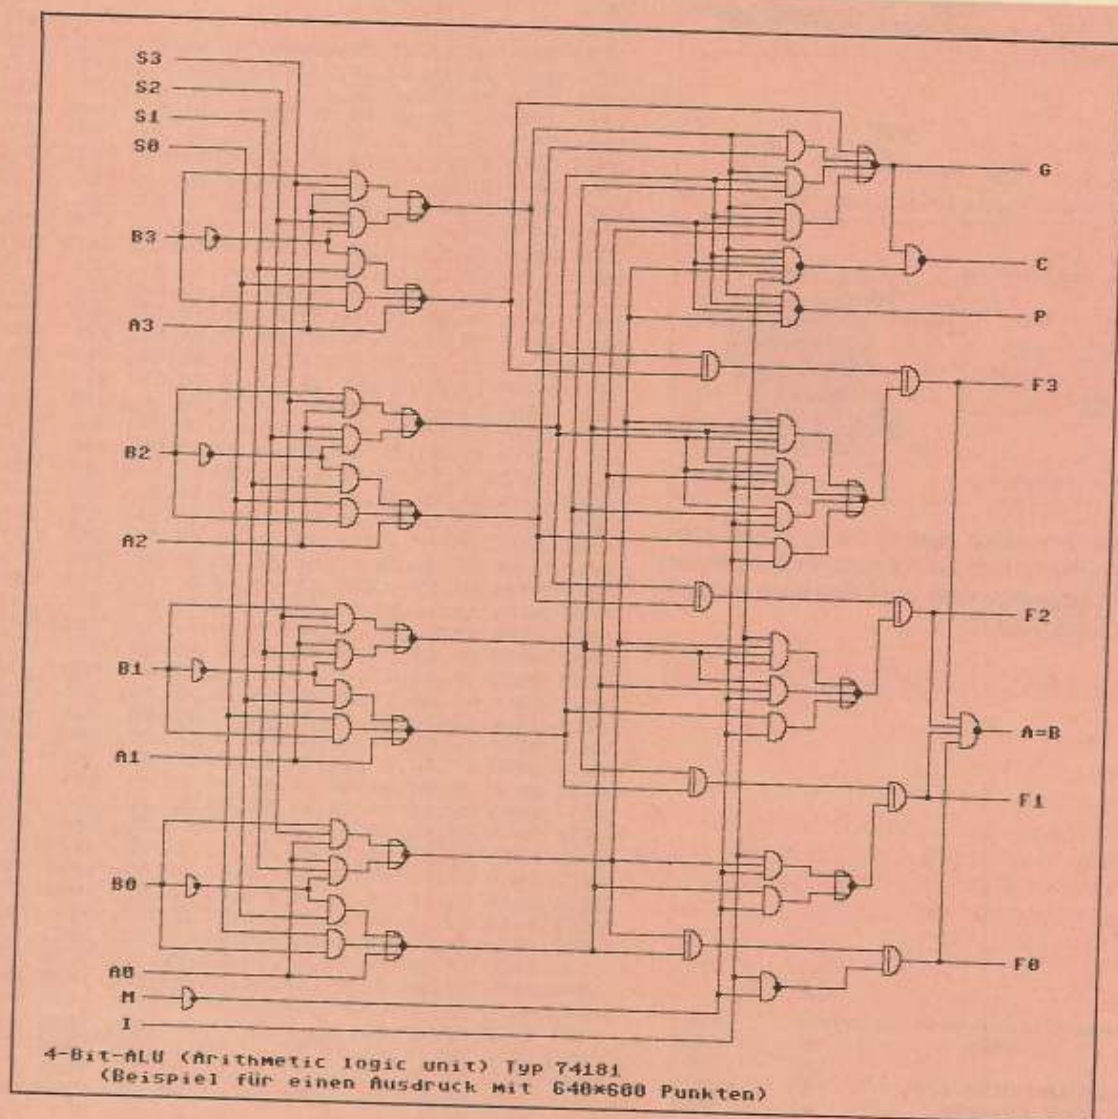 S3
S2
S1
S0
B3
A3
B2
A2
B1
A1
B0
A0
M
I
G
C
P
F3
F2
A=B
F1
F0
4-Bit-ALU (Arithmetic logic unit) Typ 74181
(Beispiel für einen Ausdruck mit 640*600 Punkten)